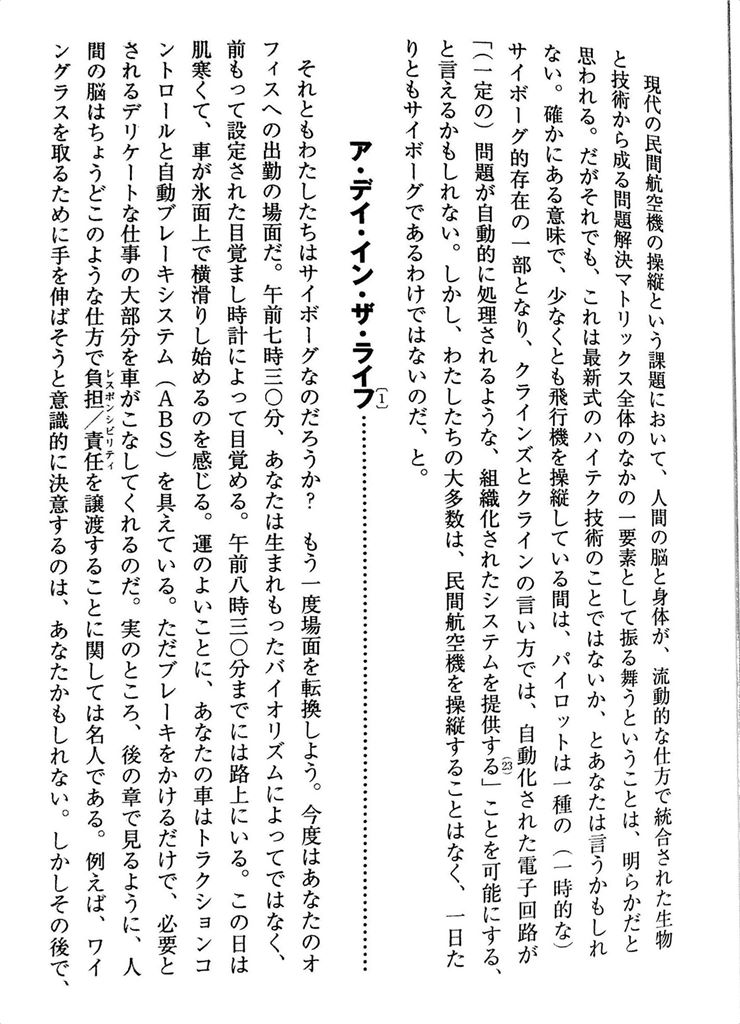 現代の民間航空機の操縦という課題において、人間の脳と身体が、流動的な仕方で統合された生物
と技術から成る問題解決マトリックス全体のなかの一要素として振る舞うということは、明らかだと
思われる。だがそれでも、これは最新式のハイテク技術のことではないか、とあなたは言うかもしれ
ない。確かにある意味で、少なくとも飛行機を操縦している間は、パイロットは一種の（一時的な）
サイボーグ的存在の一部となり、クラインズとクラインの言い方では、自動化された電子回路が
「（一定の）問題が自動的に処理されるような、組織化されたシステムを提供する」〔23〕ことを可能にする、
と言えるかもしれない。しかし、わたしたちの大多数は、民間航空機を操縦することはなく、一日た
りともサイボーグであるわけではないのだ、と。
ア・デイ・イン・ザ・ライフ〔1〕
それともわたしたちはサイボーグなのだろうか？　もう一度場面を転換しよう。今度はあなたのオ
フィスへの出勤の場面だ。午前七時三〇分、あなたは生まれもったバイオリズムによってではなく、
前もって設定された目覚まし時計によって目覚める。午前八時三〇分までには路上にいる。この日は
肌寒くて、車が氷面上で横滑りし始めるのを感じる。運のよいことに、あなたの車はトラクションコ
ントロールと自動ブレーキシステム（ＡＢＳ）を具えている。ただブレーキをかけるだけで、必要と
されるデリケートな仕事の大部分を車がこなしてくれるのだ。実のところ、後の章で見るように、人
間の脳はちょうどこのような仕方で負担／責任レスポンシビリティを譲渡することに関しては名人である。例えば、ワイ
ングラスを取るために手を伸ばそうと意識的に決意するのは、あなたかもしれない。しかしその後で、